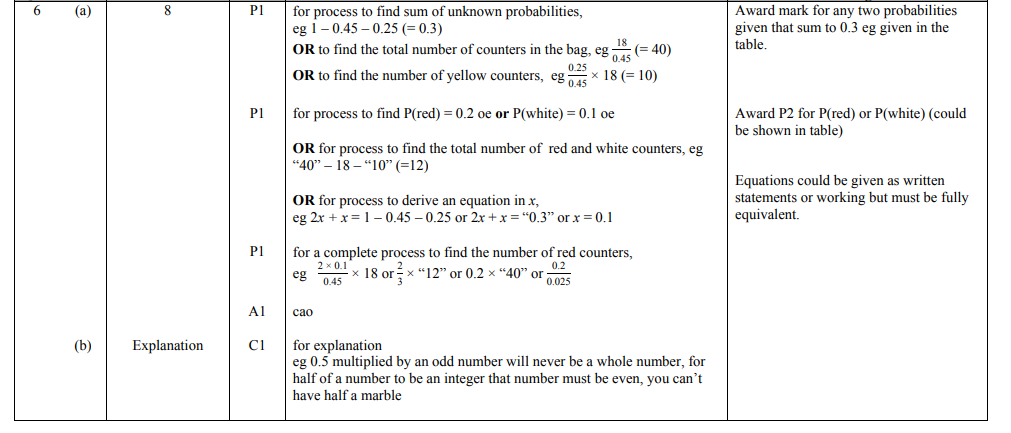 6 (a) 8 P1 for process to find sum of unknown probabilities, Award mark for any two probabilities
eg 1 – 0.45 – 0.25 (= 0.3) given that sum to 0.3 eg given in the
OR to find the total number of counters in the bag, eg 18/0.45 (= 40) table.
OR to find the number of yellow counters, eg 0.25/0.45 × 18 (= 10)
P1 for process to find P(red) = 0.2 oe or P(white) = 0.1 oe Award P2 for P(red) or P(white) (could
be shown in table)
OR for process to find the total number of red and white counters, eg
“40” – 18 – “10” (=12)
Equations could be given as written
OR for process to derive an equation in x, statements or working but must be fully
eg 2x + x = 1 – 0.45 – 0.25 or 2x + x = “0.3” or x = 0.1 equivalent.
P1 for a complete process to find the number of red counters,
eg 2 × 0.1/0.45 × 18 or 2/3 × “12” or 0.2 × “40” or 0.2/0.025
A1 cao
(b) Explanation C1 for explanation
eg 0.5 multiplied by an odd number will never be a whole number, for
half of a number to be an integer that number must be even, you can’t
have half a marble